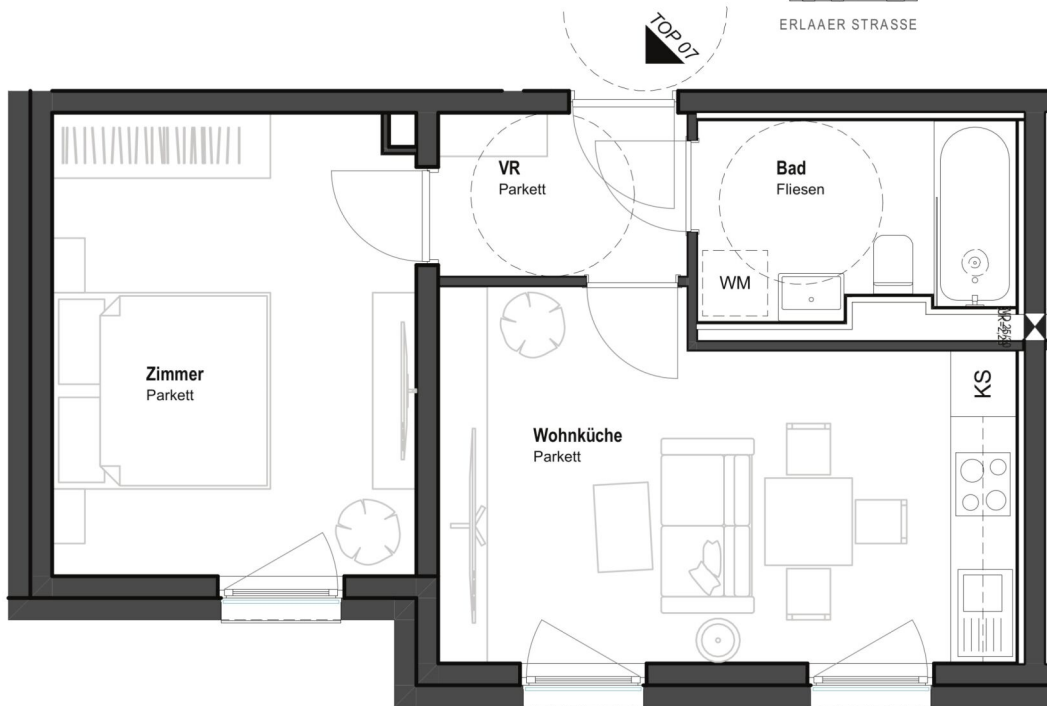 ERLAAER STRASSE
TOP 07
VR
Parkett
Bad
Fliesen
WM
Zimmer
Parkett
KS
Wohnküche
Parkett